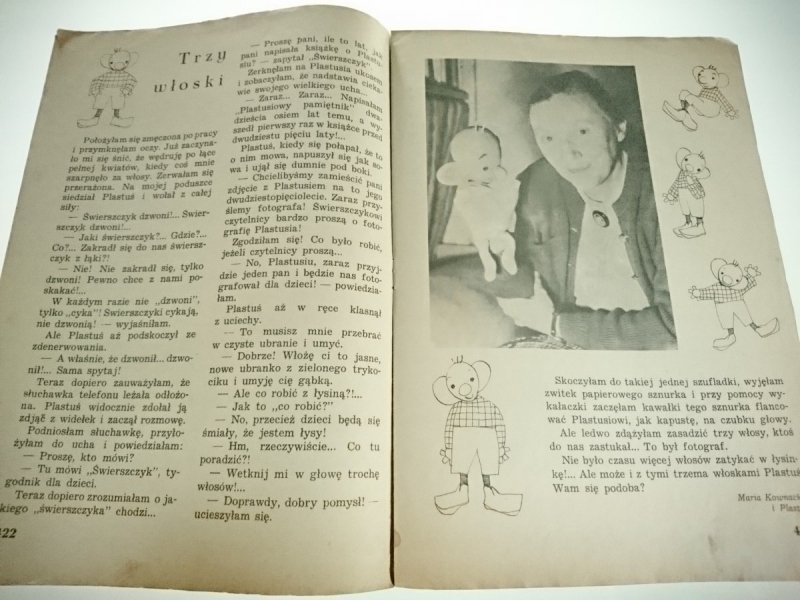 Trzy
włoski
Położyłam się zmęczona po pracy
i przymknęłam oczy. Już zaczyna-
ło mi się śnić, że wędruję po łące
pełnej kwiatów, kiedy coś mnie
szarpnęło za włosy. Zerwałam się
przerażona. Na mojej poduszce
siedział Plastuś i wołał z całej
siły:
— Świerszczyk dzwoni!... Świer-
szczyk dzwoni!...
— Jaki świerszczyk?... Gdzie?...
Co?... Zakradł się do nas świersz-
czyk z łąki?!
— Nie! Nie zakradł się, tylko
dzwoni! Pewno chce z nami po-
skakać!...
W każdym razie nie „dzwoni",
tylko „cyka"! Świerszczyki cykają,
nie dzwonią! — wyjaśniłam.
Ale Plastuś aż podskoczył ze
zdenerwowania.
— A właśnie, że dzwonił... dzwo-
nił!... Sama spytaj!
Teraz dopiero zauważyłam, że
słuchawka telefonu leżała odłożo-
na. Plastuś widocznie zdołał ją
zdjąć z widełek i zaczął rozmowę.
Podniosłam słuchawkę, przyło-
żyłam do ucha i powiedziałam:
— Proszę, kto mówi?
— Tu mówi „Świerszczyk", ty-
godnik dla dzieci.
Teraz dopiero zrozumiałam o ja-
kiego „świerszczyka" chodzi...
422
— Proszę pani, ile to lat, jak
pani napisała książkę o Plastu-
siu? — zapytał „Świerszczyk".
Zerknęłam na Plastusia ukosem
i zobaczyłam, że nadstawia cieka-
wie swojego wielkiego ucha...
— Zaraz... Zaraz... Napisałam
„Plastusiowy pamiętnik" dwa-
dzieścia osiem lat temu, a wy-
szedł pierwszy raz w książce przed
dwudziestu pięciu laty!...
Plastuś, kiedy się połapał, że to
o nim mowa, napuszył się jak so-
wa i ujął się dumnie pod boki.
— Chcielibyśmy zamieścić pani
zdjęcie z Plastusiem na to jego
dwudziestopięciolecie. Zaraz przy-
ślemy fotografa! Świerszczykowi
czytelnicy bardzo proszą o foto-
grafię Plastusia!
Zgodziłam się! Co było robić,
jeżeli czytelnicy proszą...
— No, Plastusiu, zaraz przyj-
dzie jeden pan i będzie nas foto-
grafował dla dzieci! — powiedzia-
łam.
Plastuś aż w ręce klasnął
z uciechy.
— To musisz mnie przebrać
w czyste ubranie i umyć.
— Dobrze! Włożę ci to jasne,
nowe ubranko z zielonego tryko-
ciku i umyję cię gąbką.
— Ale co robić z łysiną?!...
— Jak to „co robić?"
— No, przecież dzieci będą się
śmiały, że jestem łysy!
— Hm, rzeczywiście... Co tu
poradzić?!
— Wetknij mi w głowę trochę
włosów!...
— Doprawdy, dobry pomysł! —
ucieszyłam się.
Skoczyłam do takiej jednej szufladki, wyjęłam
zwitek papierowego sznurka i przy pomocy wy-
kałaczki zaczęłam kawałki tego sznurka flanco-
wać Plastusiowi, jak kapustę, na czubku głowy.
Ale ledwo zdążyłam zasadzić trzy włosy, ktoś
do nas zastukał... To był fotograf.
Nie było czasu więcej włosów zatykać w łysin-
kę!... Ale może i z tymi trzema włoskami Plastuś
Wam się podoba?
Maria Kownack
i Plast
4